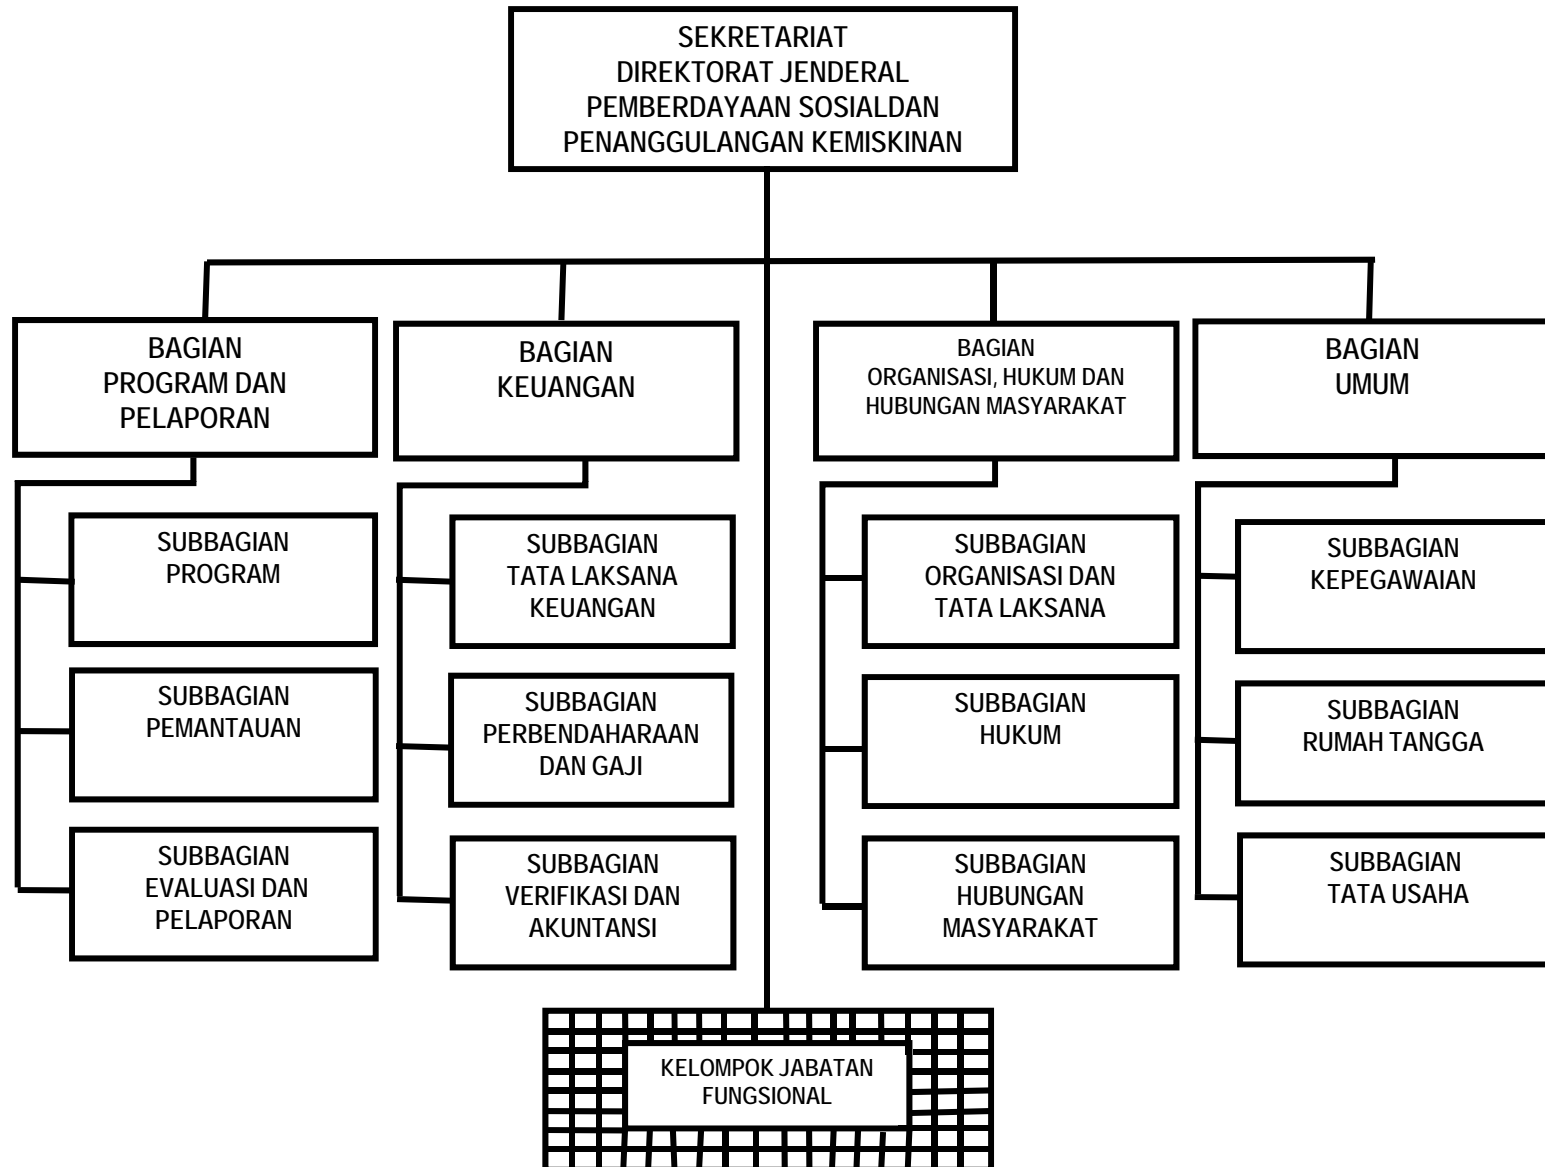 SEKRETARIAT
DIREKTORAT JENDERAL
PEMBERDAYAAN SOSIALDAN
PENANGGULANGAN KEMISKINAN
BAGIAN
PROGRAM DAN
PELAPORAN
BAGIAN
KEUANGAN
BAGIAN
ORGANISASI, HUKUM DAN
HUBUNGAN MASYARAKAT
BAGIAN
UMUM
SUBBAGIAN
PROGRAM
SUBBAGIAN
TATA LAKSANA
KEUANGAN
SUBBAGIAN
ORGANISASI DAN
TATA LAKSANA
SUBBAGIAN
KEPEGAWAIAN
SUBBAGIAN
PEMANTAUAN
SUBBAGIAN
PERBENDAHARAAN
DAN GAJI
SUBBAGIAN
HUKUM
SUBBAGIAN
RUMAH TANGGA
SUBBAGIAN
EVALUASI DAN
PELAPORAN
SUBBAGIAN
VERIFIKASI DAN
AKUNTANSI
SUBBAGIAN
HUBUNGAN
MASYARAKAT
SUBBAGIAN
TATA USAHA
KELOMPOK JABATAN
FUNGSIONAL